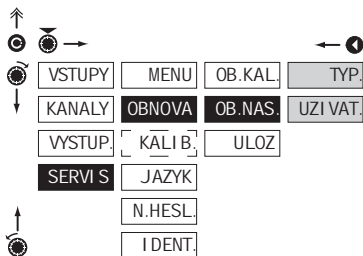 VSTUPY MENU OB.KAL. TYP.
KANALY OBNOVA OB.NAS. UZIVAT.
VYSTUP. KALIB. ULOZ
SERVIS JAZYK
N.HESL.
IDENT.